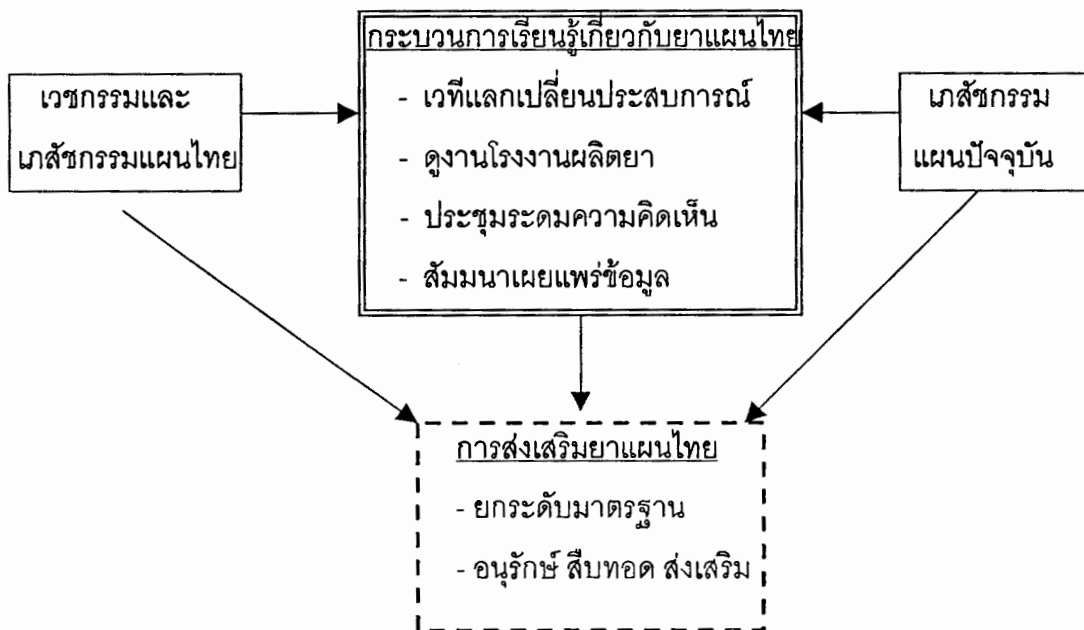 กระบวนการเรียนรู้เกี่ยวกับยาแผนไทย
- เวทีแลกเปลี่ยนประสบการณ์
- ดูงานโรงงานผลิตยา
- ประชุมระดมความคิดเห็น
- สัมมนาเผยแพร่ข้อมูล
เวชกรรมและ
เภสัชกรรมแผนไทย
เภสัชกรรม
แผนปัจจุบัน
การส่งเสริมยาแผนไทย
- ยกระดับมาตรฐาน
- อนุรักษ์ สืบทอด ส่งเสริม